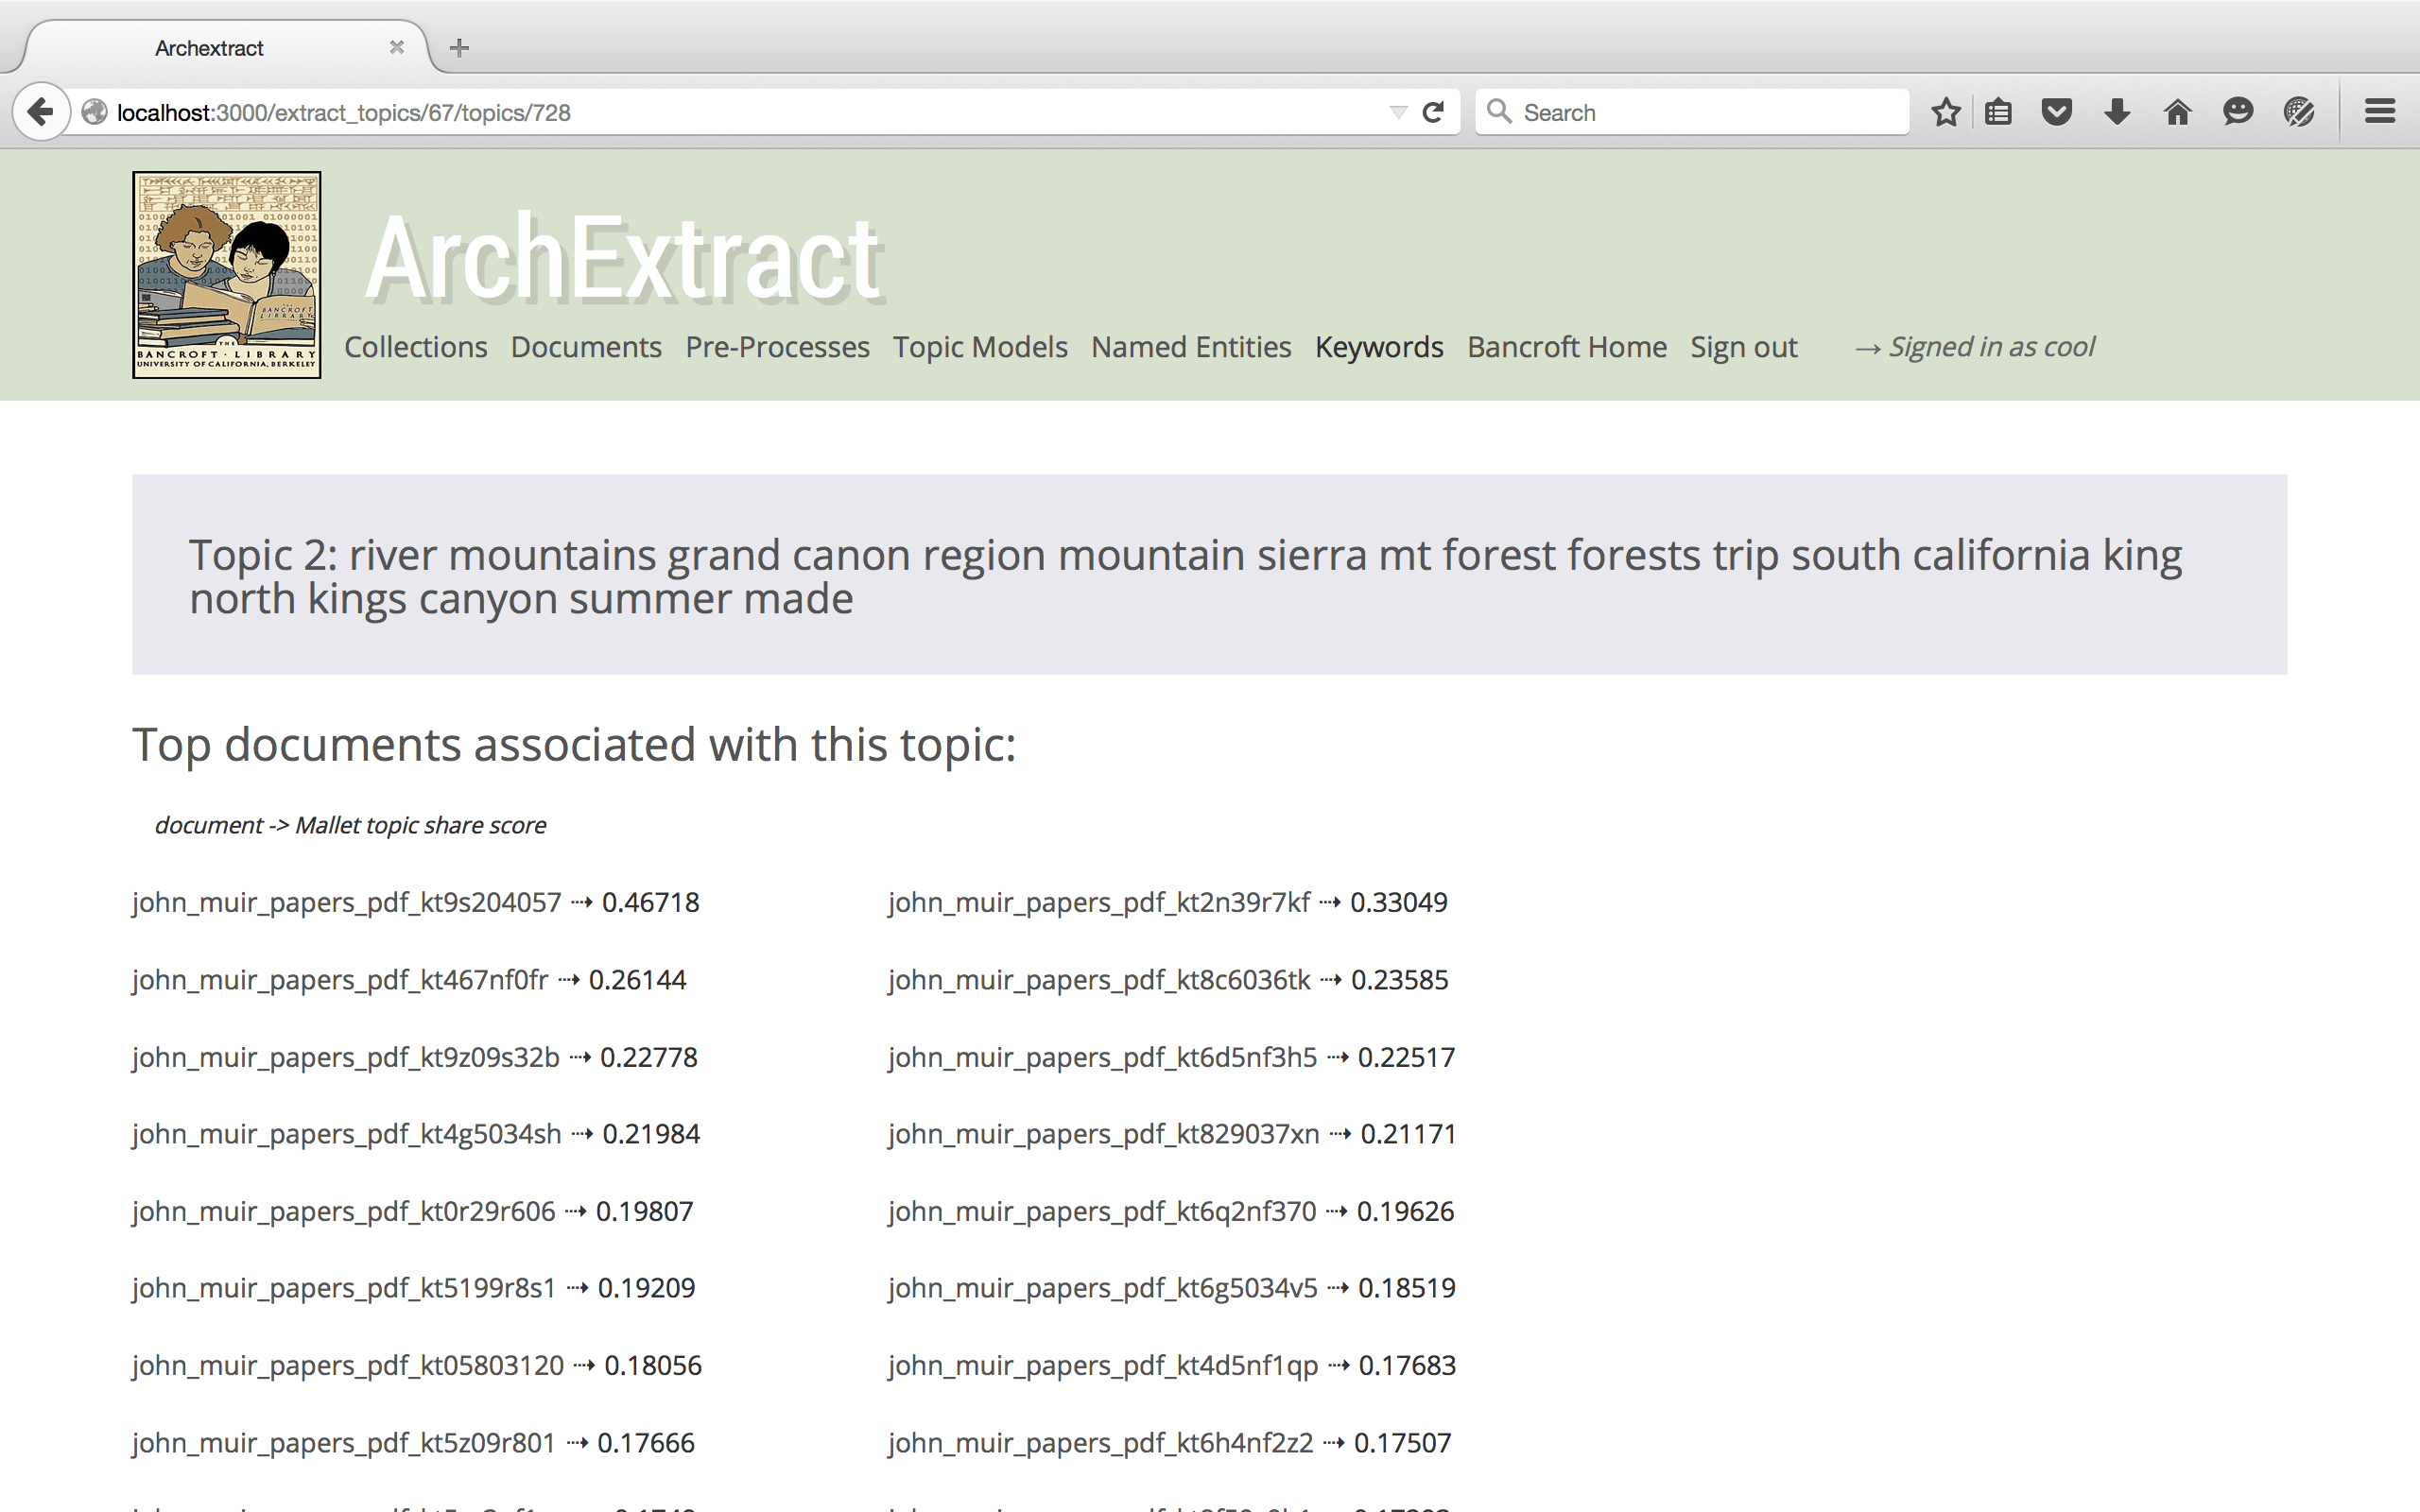 Archextract
localhost:3000/extract_topics/67/topics/728
Search
BANCROFT LIBRARY
THE
BANCROFT · LIBRARY
UNIVERSITY OF CALIFORNIA, BERKELEY
ArchExtract
Collections Documents Pre-Processes Topic Models Named Entities Keywords Bancroft Home Sign out → Signed in as cool
Topic 2: river mountains grand canon region mountain sierra mt forest forests trip south california king
north kings canyon summer made
Top documents associated with this topic:
document -> Mallet topic share score
john_muir_papers_pdf_kt9s204057 ⤑ 0.46718 john_muir_papers_pdf_kt2n39r7kf ⤑ 0.33049
john_muir_papers_pdf_kt467nf0fr ⤑ 0.26144 john_muir_papers_pdf_kt8c6036tk ⤑ 0.23585
john_muir_papers_pdf_kt9z09s32b ⤑ 0.22778 john_muir_papers_pdf_kt6d5nf3h5 ⤑ 0.22517
john_muir_papers_pdf_kt4g5034sh ⤑ 0.21984 john_muir_papers_pdf_kt829037xn ⤑ 0.21171
john_muir_papers_pdf_kt0r29r606 ⤑ 0.19807 john_muir_papers_pdf_kt6q2nf370 ⤑ 0.19626
john_muir_papers_pdf_kt5199r8s1 ⤑ 0.19209 john_muir_papers_pdf_kt6g5034v5 ⤑ 0.18519
john_muir_papers_pdf_kt05803120 ⤑ 0.18056 john_muir_papers_pdf_kt4d5nf1qp ⤑ 0.17683
john_muir_papers_pdf_kt5z09r801 ⤑ 0.17666 john_muir_papers_pdf_kt6h4nf2z2 ⤑ 0.17507